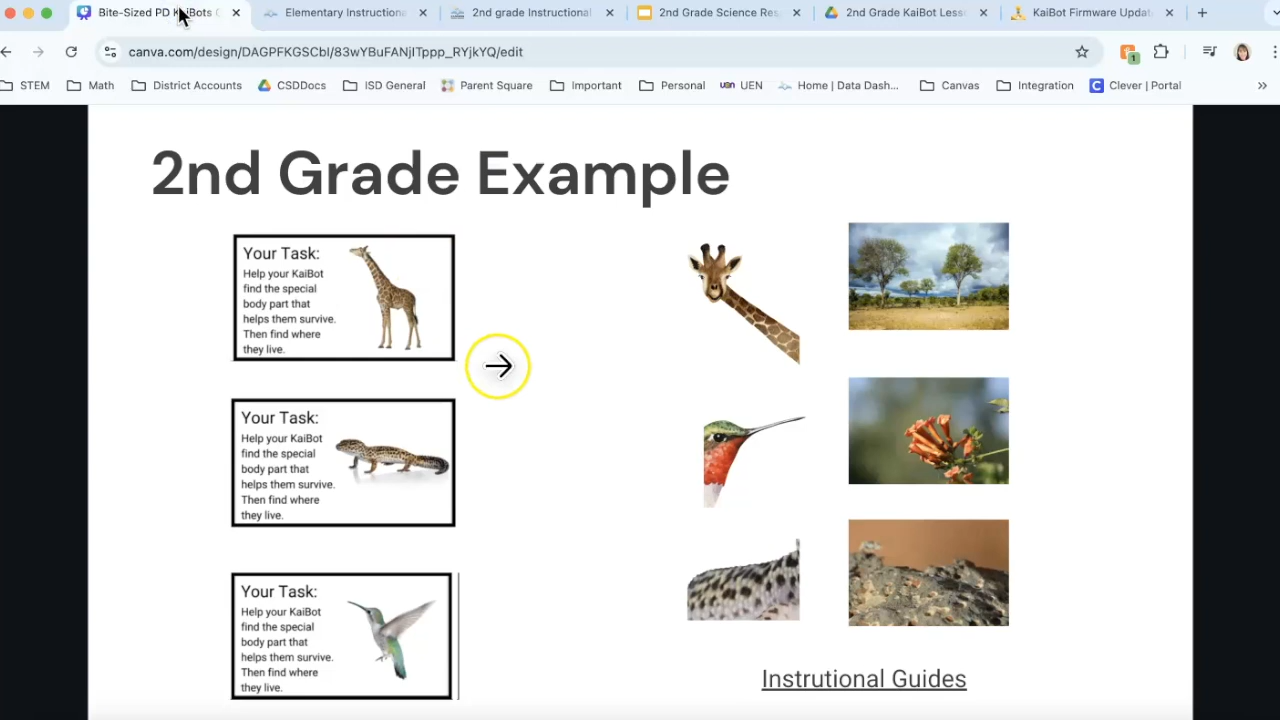 Bite-Sized PD KaiBots
Elementary Instructiona
2nd grade Instructional
2nd Grade Science Res
2nd Grade KaiBot Less
KaiBot Firmware Updat
canva.com/design/DAGPFKGSCbI/83wYBuFANjITppp_RYjkYQ/edit
1
STEM
Math
District Accounts
CSDDocs
ISD General
Parent Square
Important
Personal
uen UEN
Home | Data Dash...
Canvas
Integration
C Clever | Portal
2nd Grade Example
Your Task:
Help your KaiBot
find the special
body part that
helps them survive.
Then find where
they live.
Your Task:
Help your KaiBot
find the special
body part that
helps them survive.
Then find where
they live.
Your Task:
Help your KaiBot
find the special
body part that
helps them survive.
Then find where
they live.
Instrutional Guides